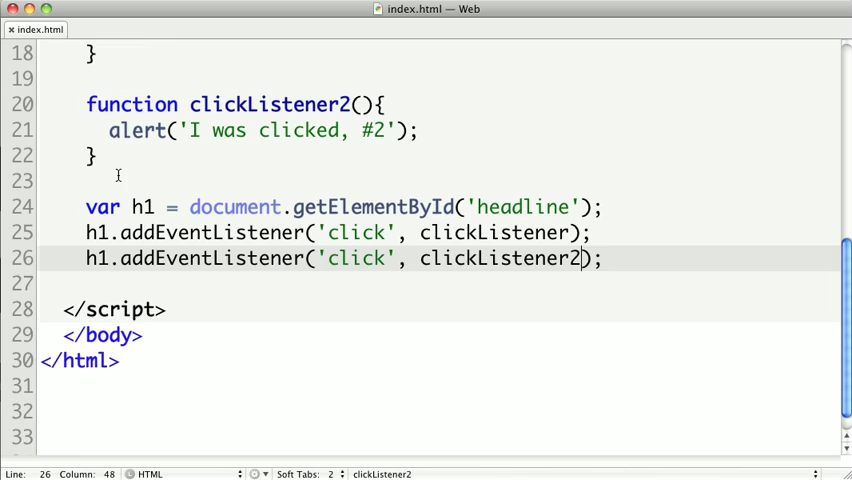 index.html — Web
index.html
18 }
19
20 function clickListener2(){
21 alert('I was clicked, #2');
22 }
23
24 var h1 = document.getElementById('headline');
25 h1.addEventListener('click', clickListener);
26 h1.addEventListener('click', clickListener2);
27
28 </script>
29 </body>
30 </html>
31
32
33
Line: 26 Column: 48 HTML Soft Tabs: 2 clickListener2